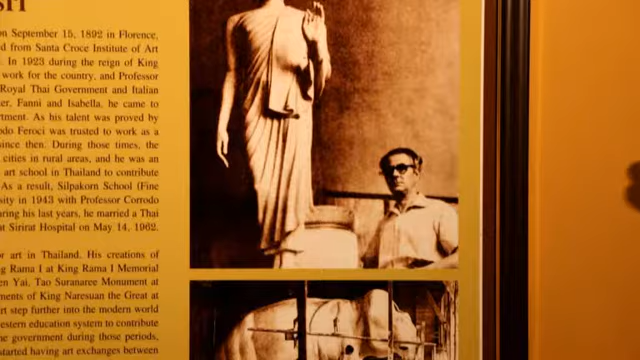 on September 15, 1892 in Florence,
d from Santa Croce Institute of Art
. In 1923 during the reign of King
work for the country, and Professor
Royal Thai Government and Italian
er, Fanni and Isabella, he came to
rtment. As his talent was proved by
do Feroci was trusted to work as a
since then. During those times, the
cities in rural areas, and he was an
art school in Thailand to contribute
As a result, Silpakorn School (Fine
sity in 1943 with Professor Corrodo
uring his last years, he married a Thai
at Sirirat Hospital on May 14, 1962.
or art in Thailand. His creations of
g Rama I at King Rama I Memorial
en Yai, Tao Suranaree Monument at
ments of King Naresuan the Great at
rt step further into the modern world
estern education system to contribute
e government during those periods,
started having art exchanges between